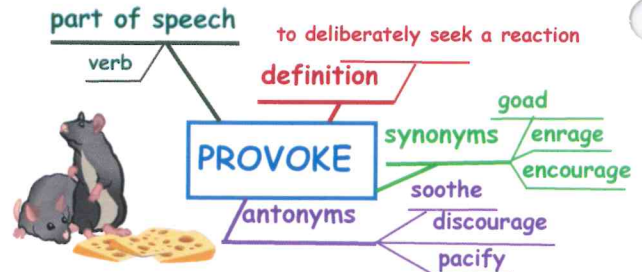 part of speech
verb
to deliberately seek a reaction
definition
PROVOKE
synonyms
goad
enrage
encourage
antonyms
soothe
discourage
pacify